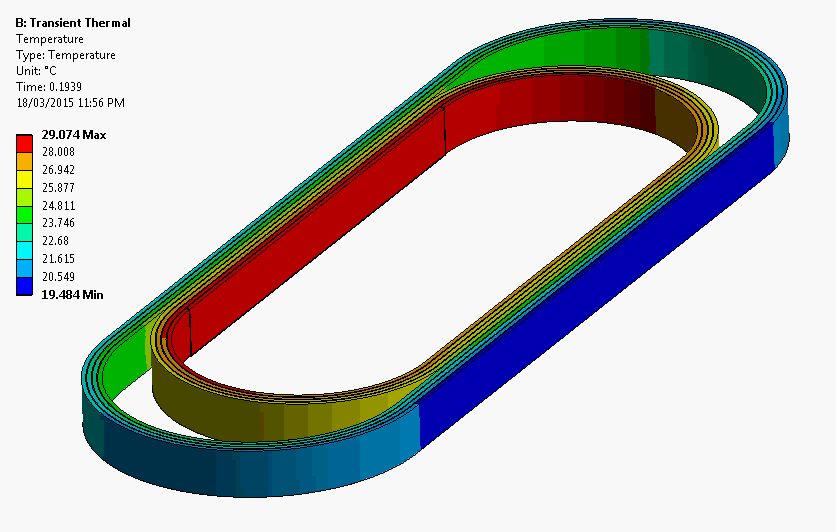 B: Transient Thermal
Temperature
Type: Temperature
Unit: °C
Time: 0.1939
18/03/2015 11:56 PM
29.074 Max
28.008
26.942
25.877
24.811
23.746
22.68
21.615
20.549
19.484 Min